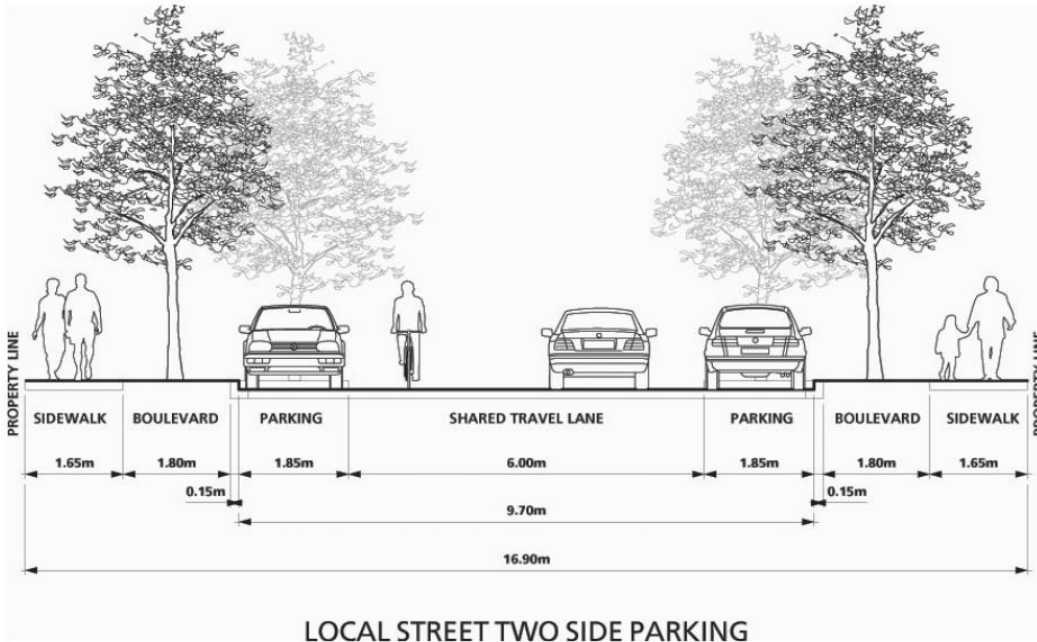 PROPERTY LINE
PROPERTY LINE
SIDEWALK BOULEVARD PARKING SHARED TRAVEL LANE PARKING BOULEVARD SIDEWALK
1.65m 1.80m 1.85m 6.00m 1.85m 1.80m 1.65m
0.15m 0.15m
9.70m
16.90m
LOCAL STREET TWO SIDE PARKING